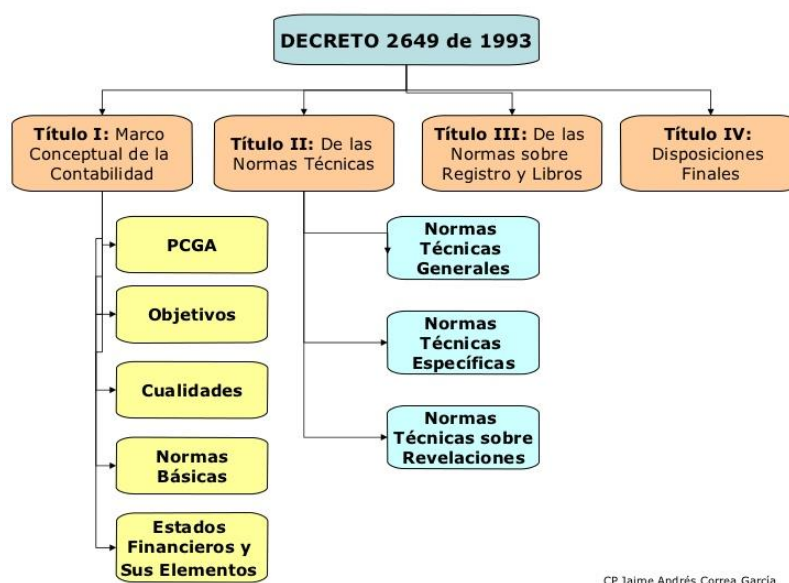 DECRETO 2649 de 1993
Título I: Marco
Conceptual de la
Contabilidad
Título II: De las
Normas Técnicas
Título III: De las
Normas sobre
Registro y Libros
Título IV:
Disposiciones
Finales
PCGA
Objetivos
Cualidades
Normas
Básicas
Estados
Financieros y
Sus Elementos
Normas
Técnicas
Generales
Normas
Técnicas
Específicas
Normas
Técnicas sobre
Revelaciones
CP Jaime Andrés Correa García